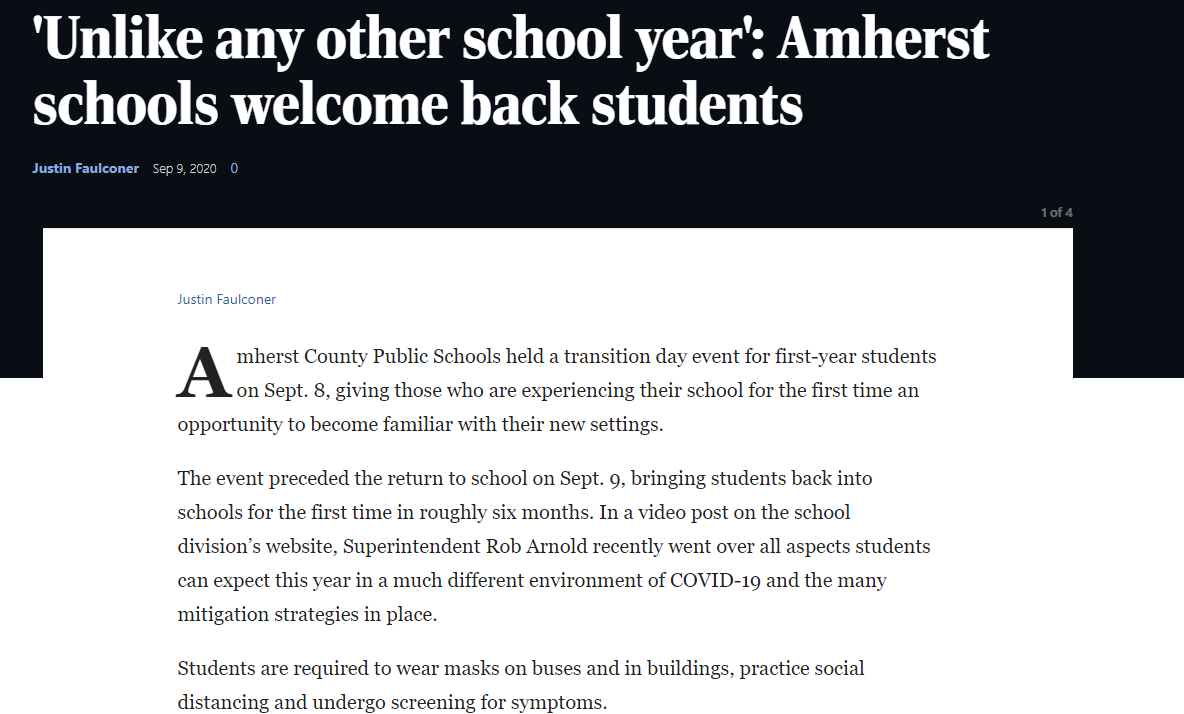 'Unlike any other school year': Amherst
schools welcome back students
Justin Faulconer Sep 9, 2020 0
1 of 4
Justin Faulconer
Amherst County Public Schools held a transition day event for first-year students
on Sept. 8, giving those who are experiencing their school for the first time an
opportunity to become familiar with their new settings.
The event preceded the return to school on Sept. 9, bringing students back into
schools for the first time in roughly six months. In a video post on the school
division’s website, Superintendent Rob Arnold recently went over all aspects students
can expect this year in a much different environment of COVID-19 and the many
mitigation strategies in place.
Students are required to wear masks on buses and in buildings, practice social
distancing and undergo screening for symptoms.